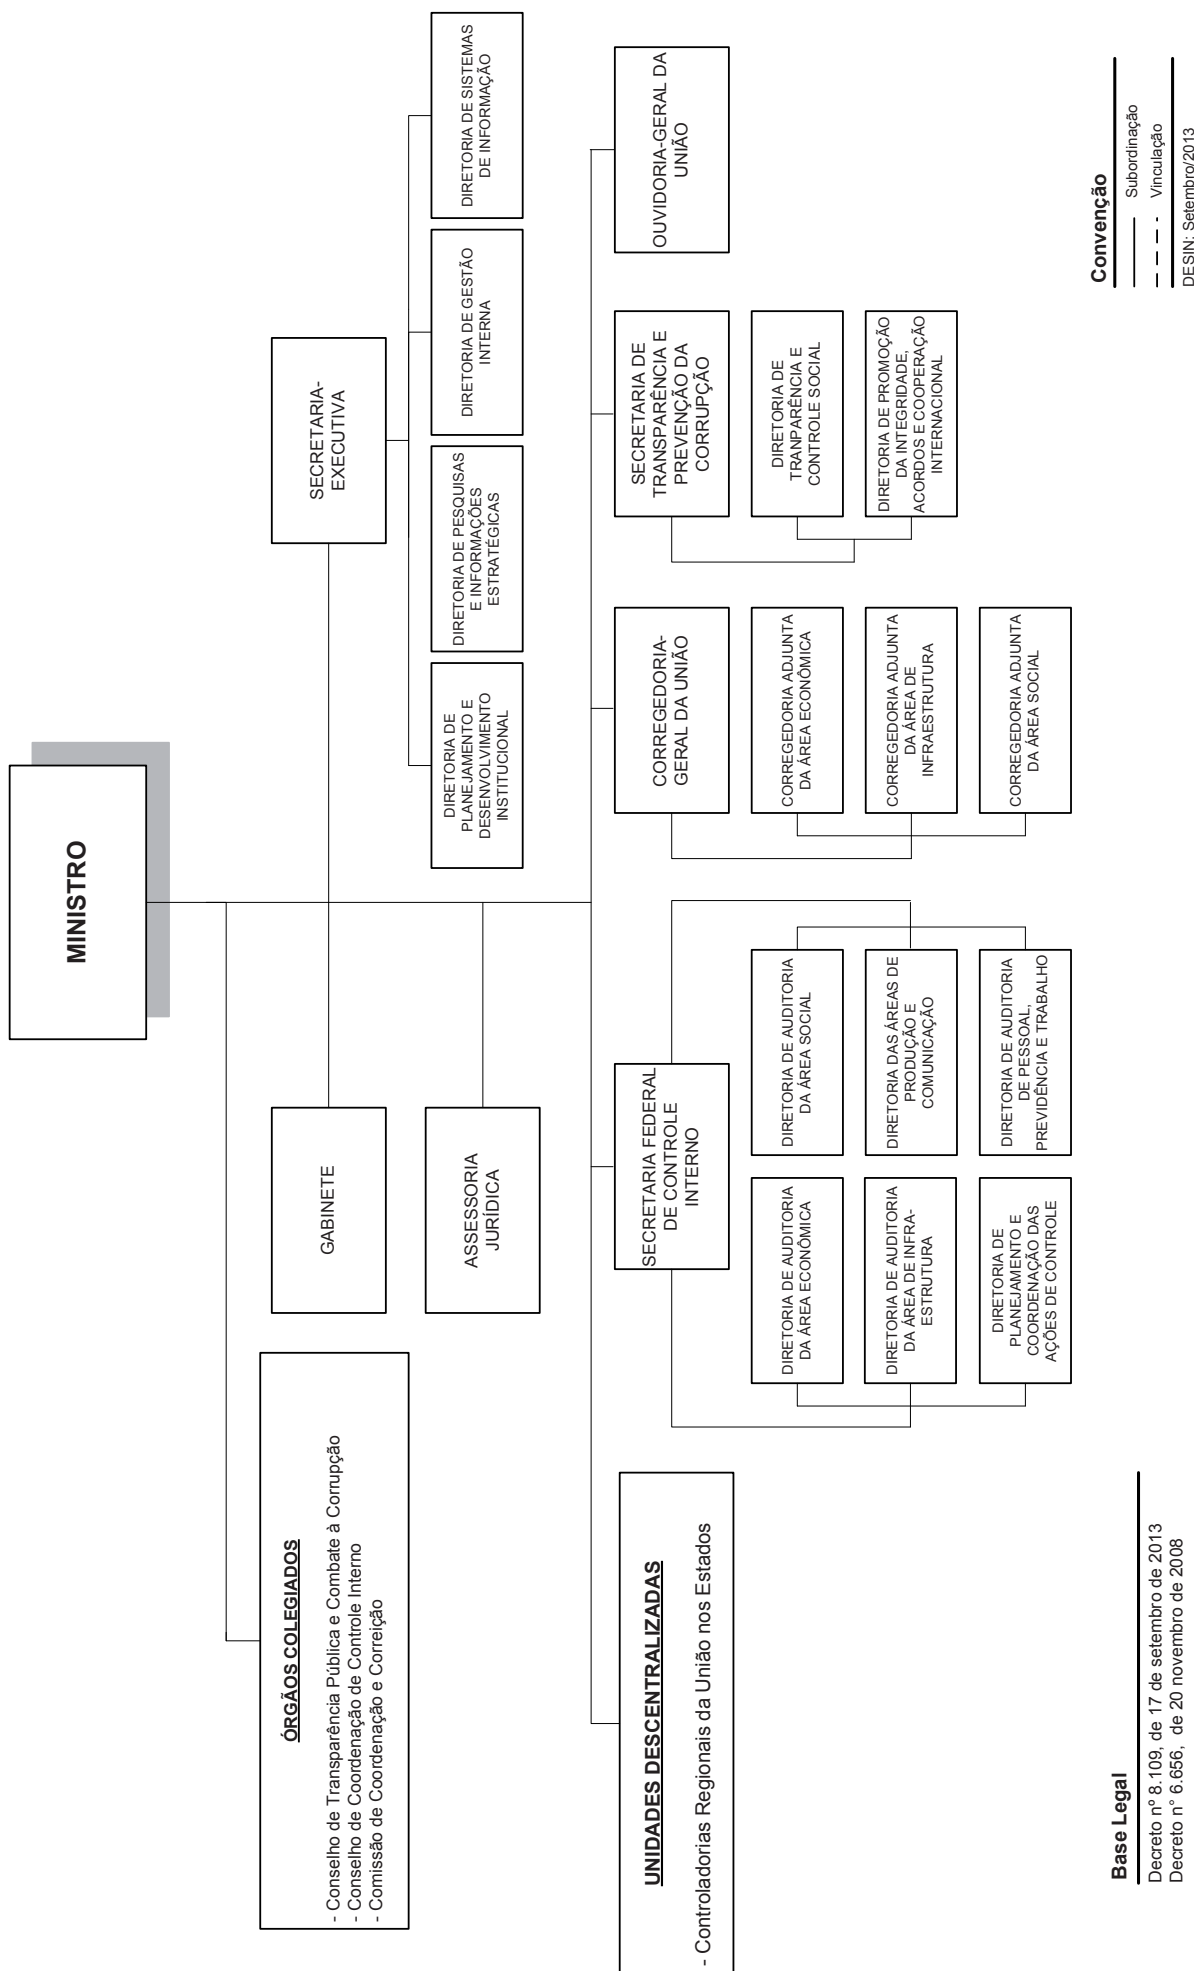 MINISTRO
ÓRGÃOS COLEGIADOS
- Conselho de Transparência Pública e Combate à Corrupção
- Conselho de Coordenação de Controle Interno
- Comissão de Coordenação e Correição
GABINETE
SECRETARIA-
EXECUTIVA
DIRETORIA DE
PLANEJAMENTO E
DESENVOLVIMENTO
INSTITUCIONAL
DIRETORIA DE PESQUISAS
E INFORMAÇÕES
ESTRATÉGICAS
DIRETORIA DE GESTÃO
INTERNA
DIRETORIA DE SISTEMAS
DE INFORMAÇÃO
ASSESSORIA
JURÍDICA
UNIDADES DESCENTRALIZADAS
- Controladorias Regionais da União nos Estados
SECRETARIA FEDERAL
DE CONTROLE
INTERNO
DIRETORIA DE AUDITORIA
DA ÁREA ECONÔMICA
DIRETORIA DE AUDITORIA
DA ÁREA DE INFRA-
ESTRUTURA
DIRETORIA DE
PLANEJAMENTO E
COORDENAÇÃO DAS
AÇÕES DE CONTROLE
DIRETORIA DE AUDITORIA
DA ÁREA SOCIAL
DIRETORIA DAS ÁREAS DE
PRODUÇÃO E
COMUNICAÇÃO
DIRETORIA DE AUDITORIA
DE PESSOAL,
PREVIDÊNCIA E TRABALHO
CORREGEDORIA-
GERAL DA UNIÃO
CORREGEDORIA ADJUNTA
DA ÁREA ECONÔMICA
CORREGEDORIA ADJUNTA
DA ÁREA DE
INFRAESTRUTURA
CORREGEDORIA ADJUNTA
DA ÁREA SOCIAL
SECRETARIA DE
TRANSPARÊNCIA E
PREVENÇÃO DA
CORRUPÇÃO
DIRETORIA DE
TRANPARÊNCIA E
CONTROLE SOCIAL
DIRETORIA DE PROMOÇÃO
DA INTEGRIDADE,
ACORDOS E COOPERAÇÃO
INTERNACIONAL
OUVIDORIA-GERAL DA
UNIÃO
Base Legal
Decreto nº 8.109, de 17 de setembro de 2013
Decreto n° 6.656, de 20 novembro de 2008
Convenção
Subordinação
Vinculação
DESIN: Setembro/2013